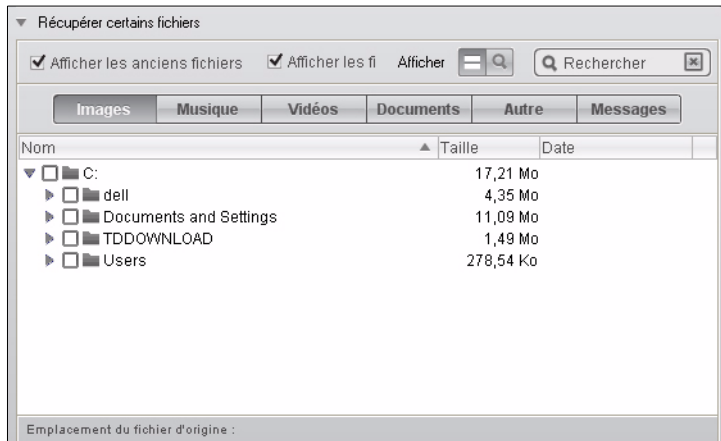 Récupérer certains fichiers
Afficher les anciens fichiers Afficher les fi Afficher Rechercher
Images Musique Vidéos Documents Autre Messages
Nom Taille Date
C: 17,21 Mo
dell 4,35 Mo
Documents and Settings 11,09 Mo
TDDOWNLOAD 1,49 Mo
Users 278,54 Ko
Emplacement du fichier d'origine :